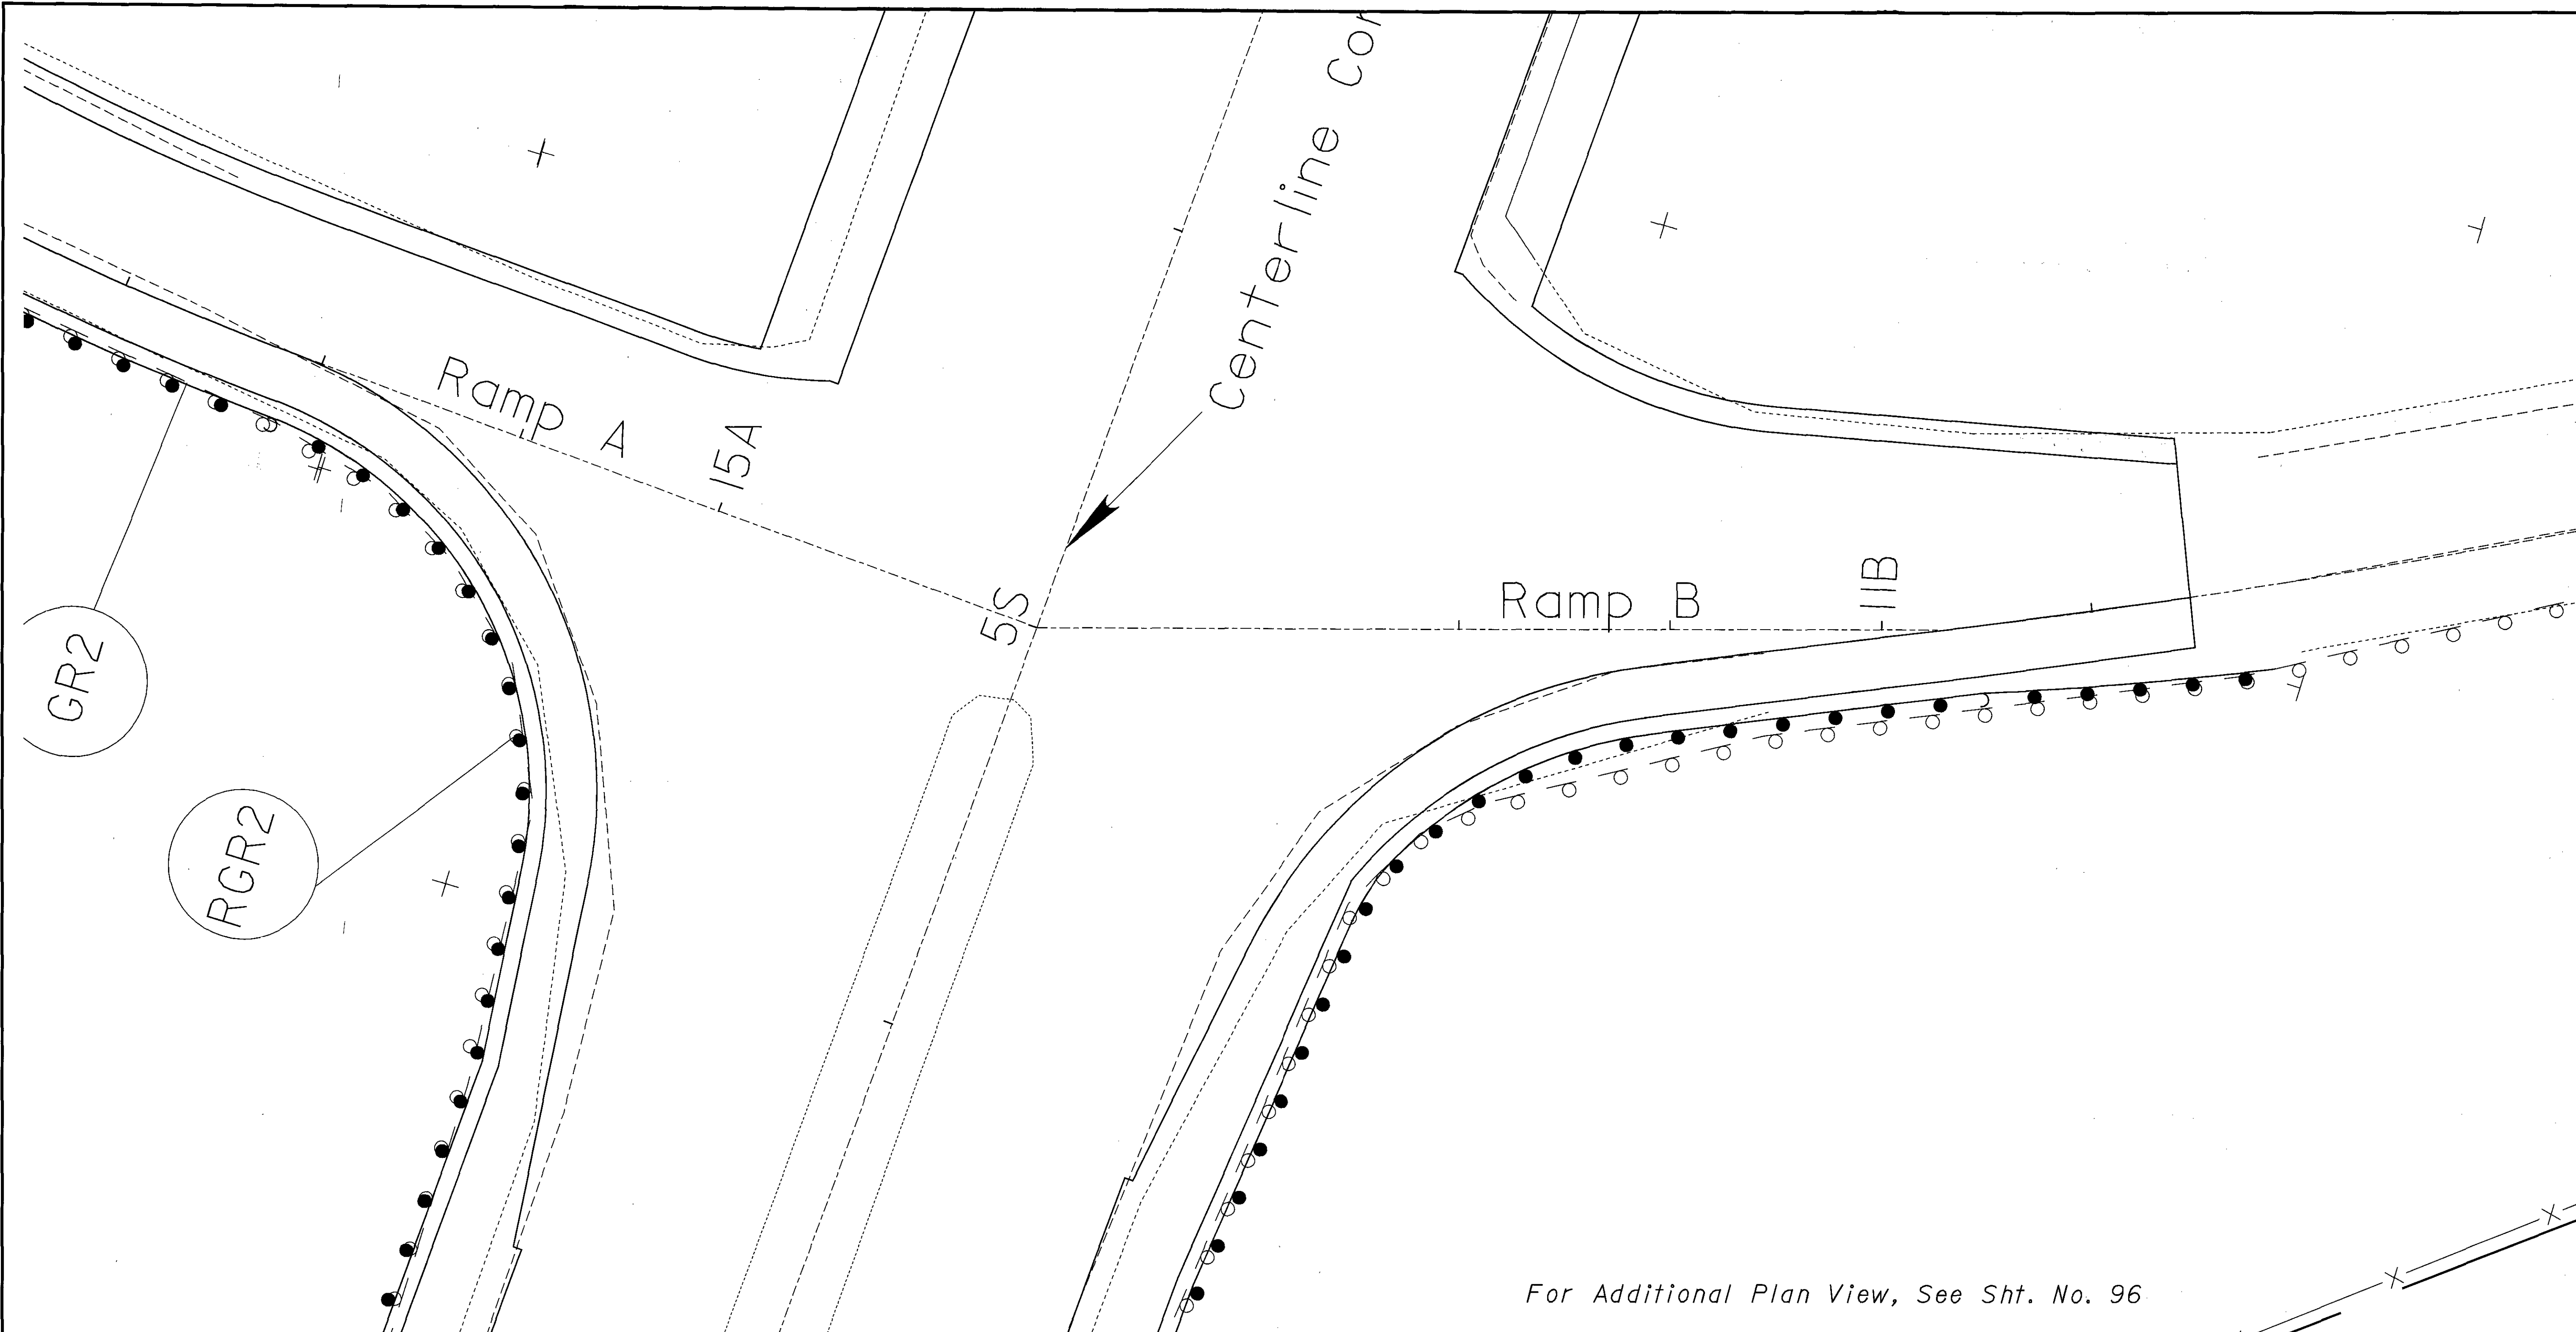 Centerline Cor
Ramp A
15A
5S
Ramp B
11B
GR2
RGR2
For Additional Plan View, See Sht. No. 96